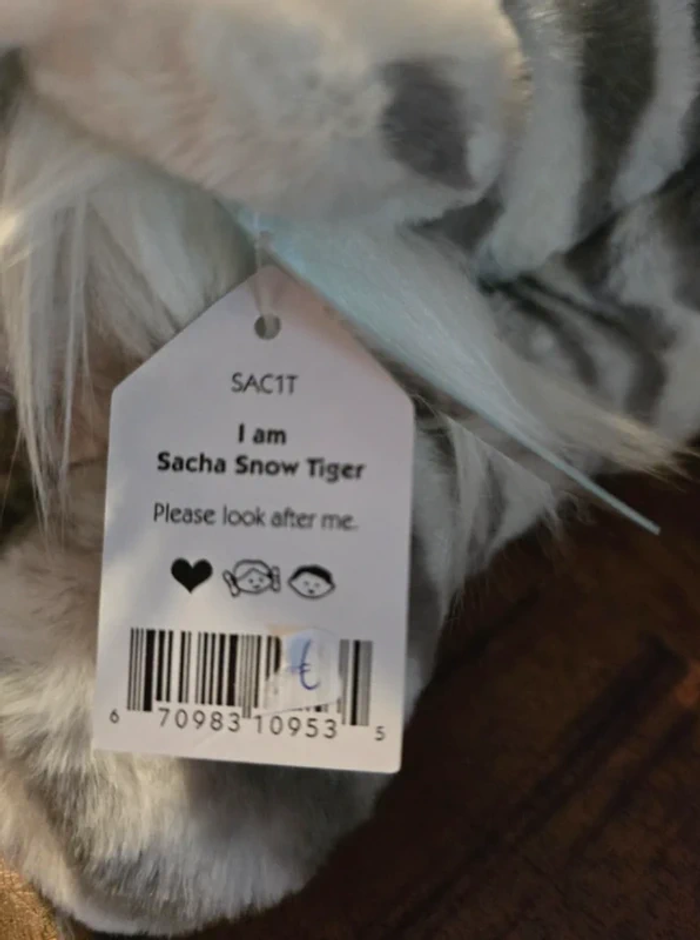 SAC1T
I am
Sacha Snow Tiger
Please look after me.
6 70983 10953 5